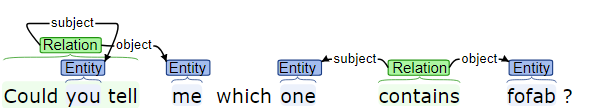 subject
Relation object
Entity Entity Entity subject Relation object Entity
Could you tell me which one contains fofab ?